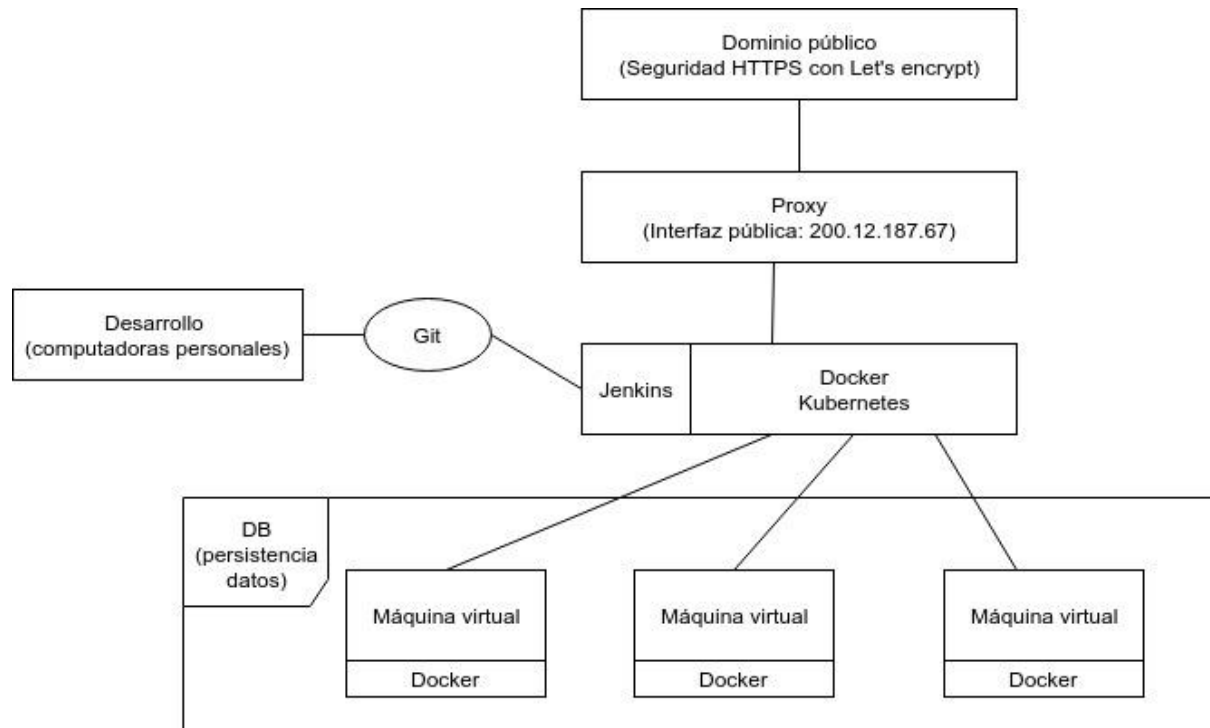 Dominio público
(Seguridad HTTPS con Let's encrypt)
Proxy
(Interfaz pública: 200.12.187.67)
Desarrollo
(computadoras personales)
Git
Jenkins
Docker
Kubernetes
DB
(persistencia
datos)
Máquina virtual
Docker
Máquina virtual
Docker
Máquina virtual
Docker